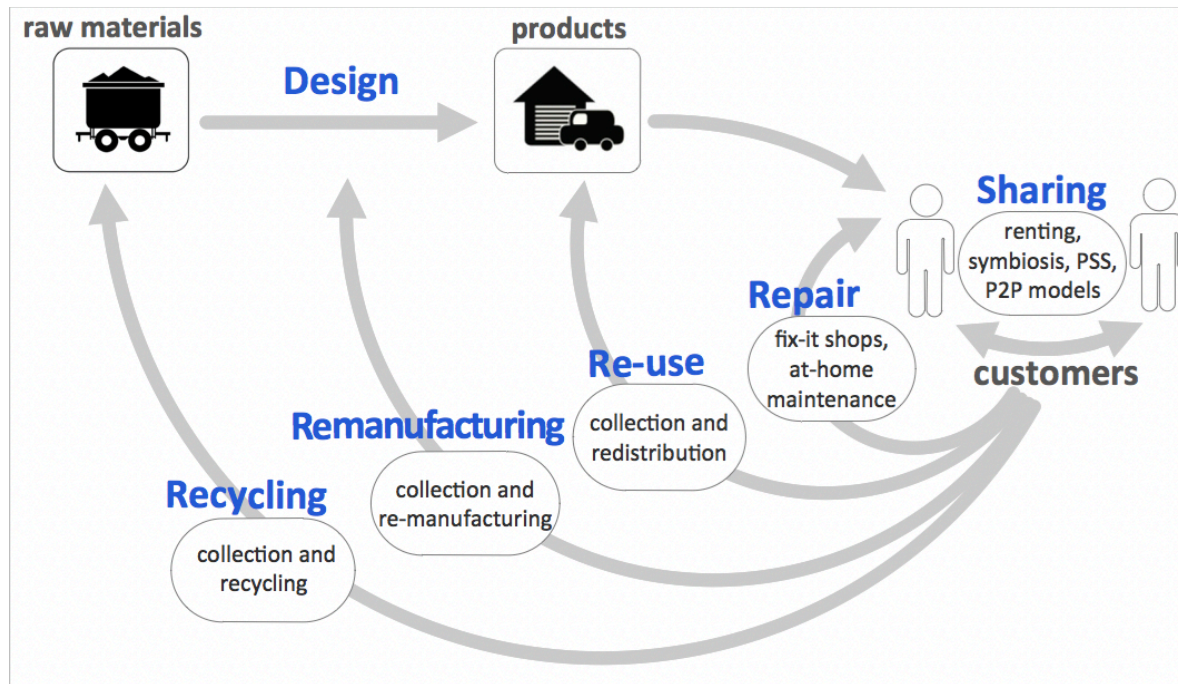 raw materials
products
Design
Sharing
renting,
symbiosis, PSS,
P2P models
Repair
fix-it shops,
at-home
maintenance
customers
Re-use
collection and
redistribution
Remanufacturing
collection and
re-manufacturing
Recycling
collection and
recycling